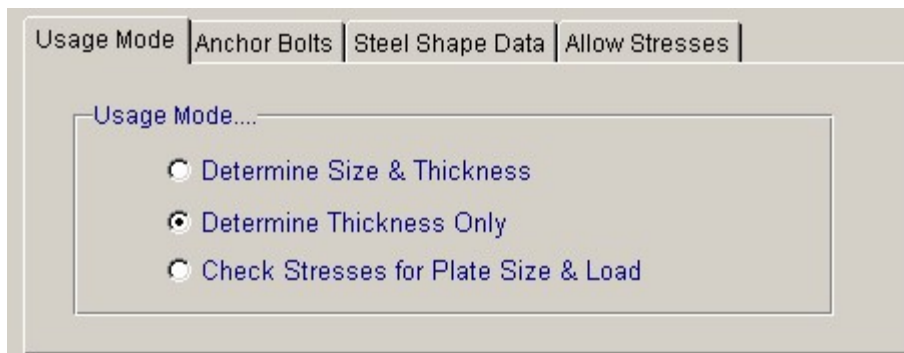 Usage Mode Anchor Bolts Steel Shape Data Allow Stresses
Usage Mode....
Determine Size & Thickness
Determine Thickness Only
Check Stresses for Plate Size & Load